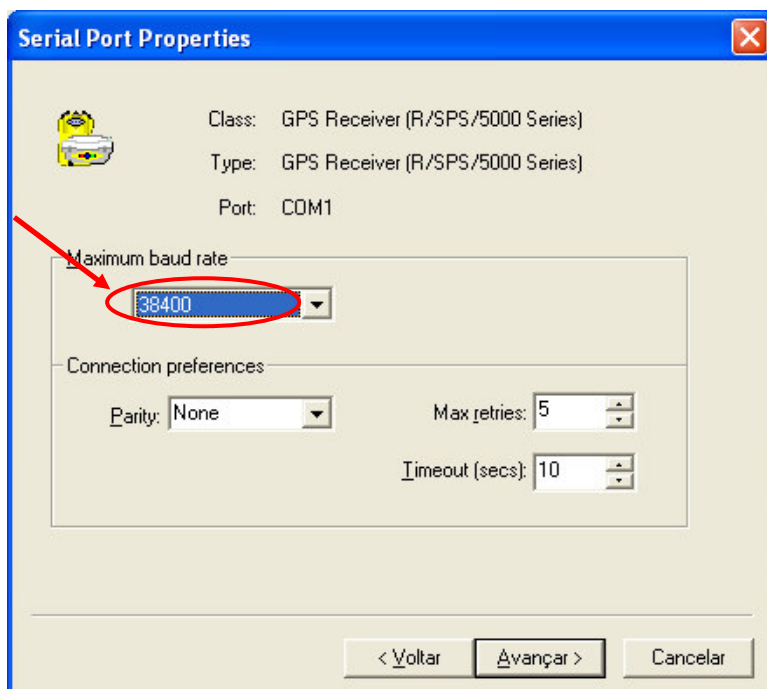 Serial Port Properties
Class: GPS Receiver (R/SPS/5000 Series)
Type: GPS Receiver (R/SPS/5000 Series)
Port: COM1
Maximum baud rate
38400
Connection preferences
Parity: None
Max retries: 5
Timeout (secs): 10
< Voltar
Avançar >
Cancelar